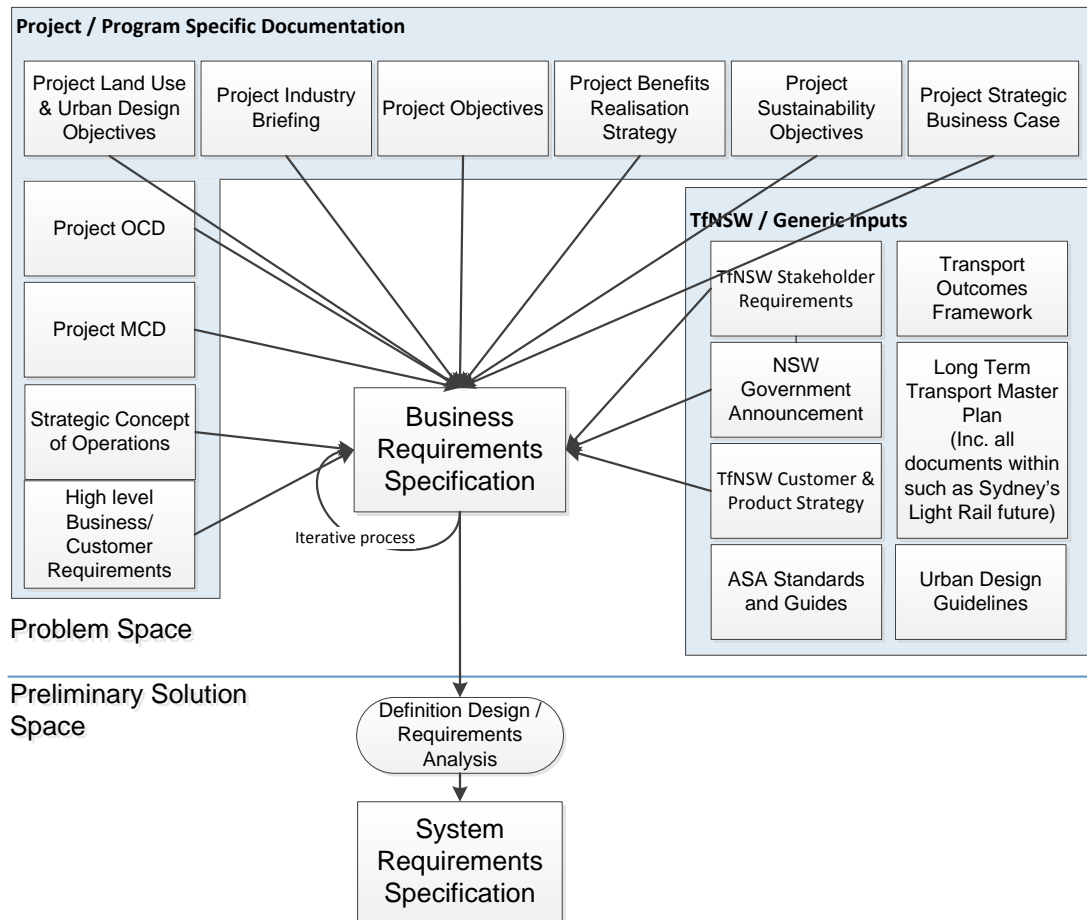 Project / Program Specific Documentation
Project Land Use
& Urban Design
Objectives
Project Industry
Briefing
Project Objectives
Project Benefits
Realisation
Strategy
Project
Sustainability
Objectives
Project Strategic
Business Case
Project OCD
Project MCD
Strategic Concept
of Operations
High level
Business/
Customer
Requirements
TfNSW / Generic Inputs
TfNSW Stakeholder
Requirements
Transport
Outcomes
Framework
NSW
Government
Announcement
Long Term
Transport Master
Plan
(Inc. all
documents within
such as Sydney’s
Light Rail future)
TfNSW Customer &
Product Strategy
ASA Standards
and Guides
Urban Design
Guidelines
Business
Requirements
Specification
Iterative process
Problem Space
Preliminary Solution
Space
Definition Design /
Requirements
Analysis
System
Requirements
Specification